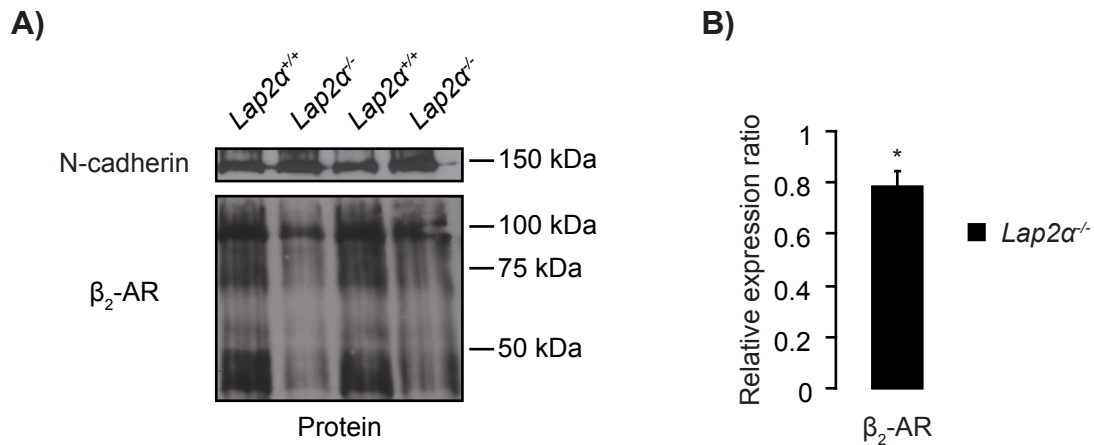 A)
Lap2α+/+ Lap2α-/- Lap2α+/+ Lap2α-/-
N-cadherin
150 kDa
β2-AR
100 kDa
75 kDa
50 kDa
Protein
B)
Relative expression ratio
1
0.8
0.6
0.4
0.2
0
*
β2-AR
Lap2α-/-